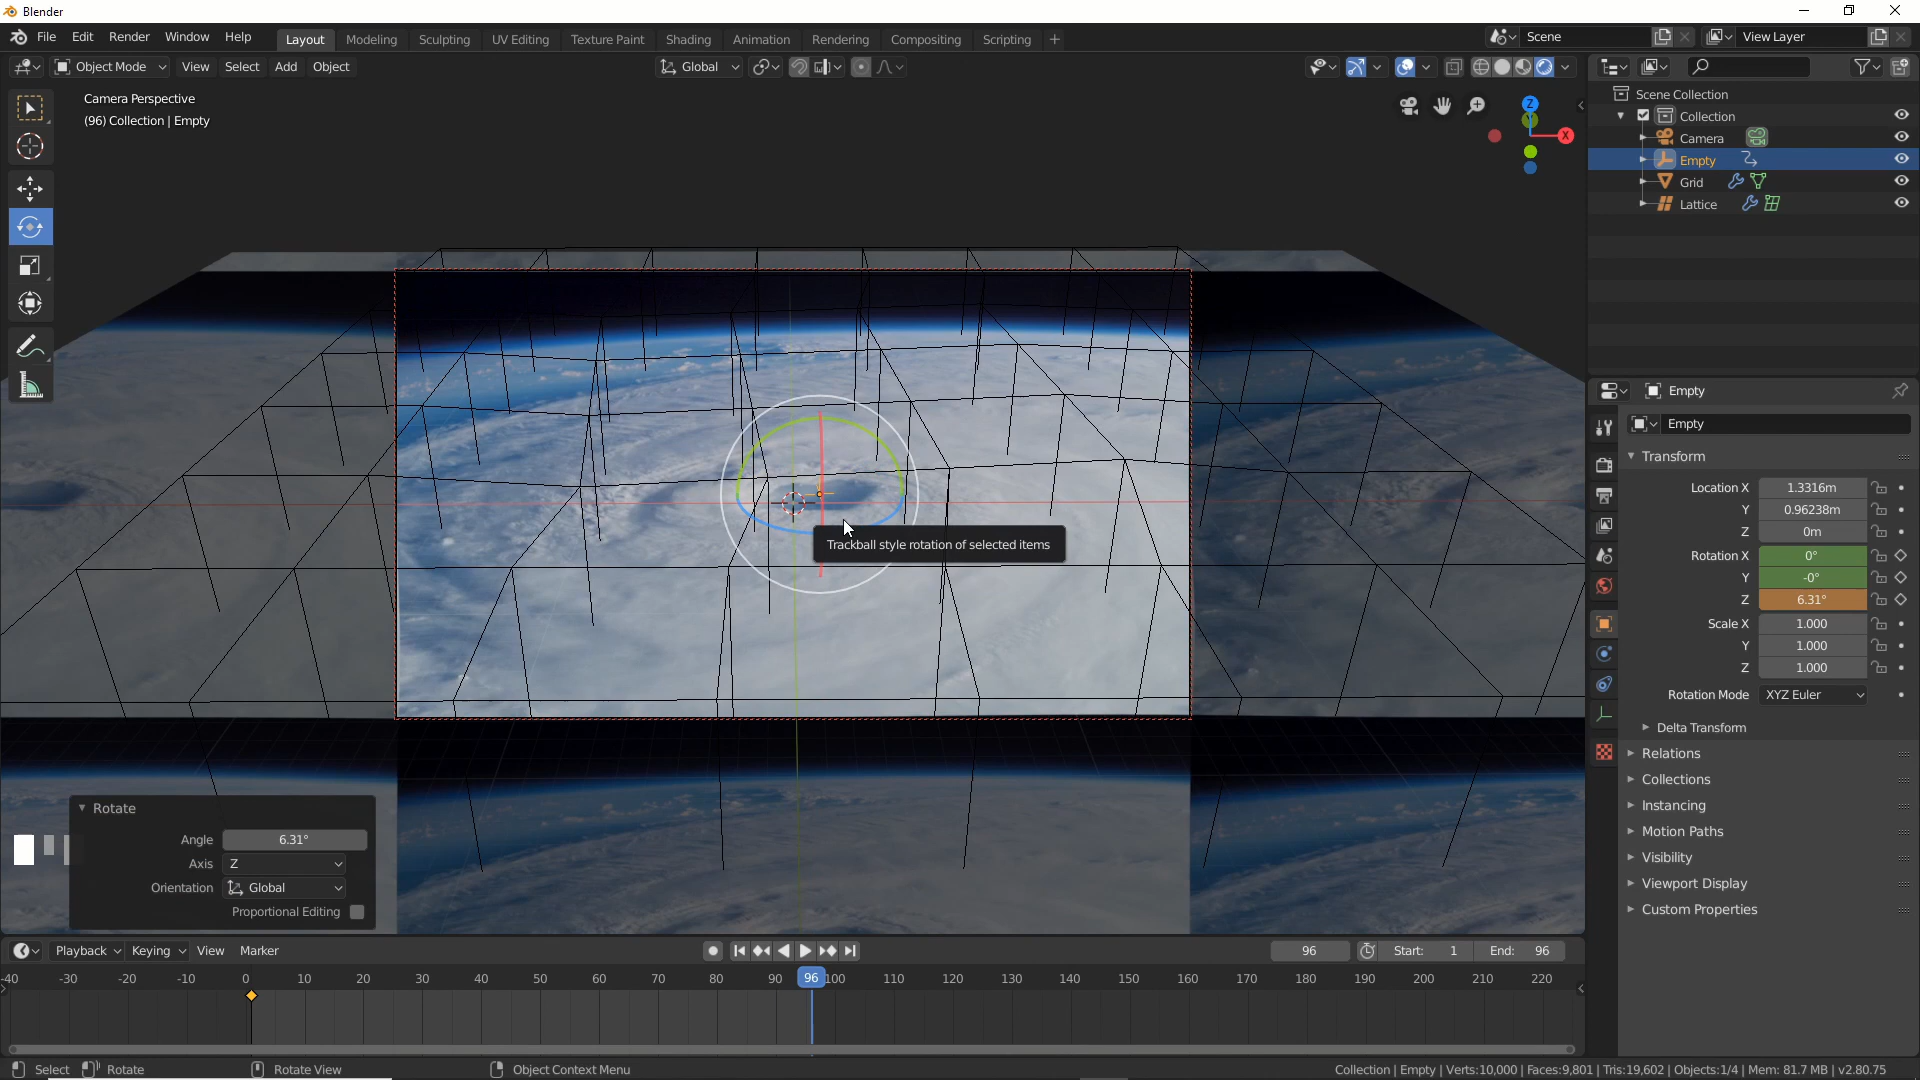 Blender
File Edit Render Window Help
Layout Modeling Sculpting UV Editing Texture Paint Shading Animation Rendering Compositing Scripting +
Scene
View Layer
Object Mode View Select Add Object
Global
Camera Perspective
(96) Collection | Empty
Z
Y
X
Scene Collection
Collection
Camera
Empty
Grid
Lattice
Empty
Empty
Transform
Location X 1.3316m
Y 0.96238m
Z 0m
Rotation X 0°
Y -0°
Z 6.31°
Scale X 1.000
Y 1.000
Z 1.000
Rotation Mode XYZ Euler
Delta Transform
Relations
Collections
Instancing
Motion Paths
Visibility
Viewport Display
Custom Properties
Trackball style rotation of selected items
Rotate
Angle 6.31°
Axis Z
Orientation Global
Proportional Editing
Playback Keying View Marker
96 Start: 1 End: 96
-40 -30 -20 -10 0 10 20 30 40 50 60 70 80 90 96 100 110 120 130 140 150 160 170 180 190 200 210 220
Select Rotate Rotate View Object Context Menu
Collection | Empty | Verts:10,000 | Faces:9,801 | Tris:19,602 | Objects:1/4 | Mem: 81.7 MB | v2.80.75